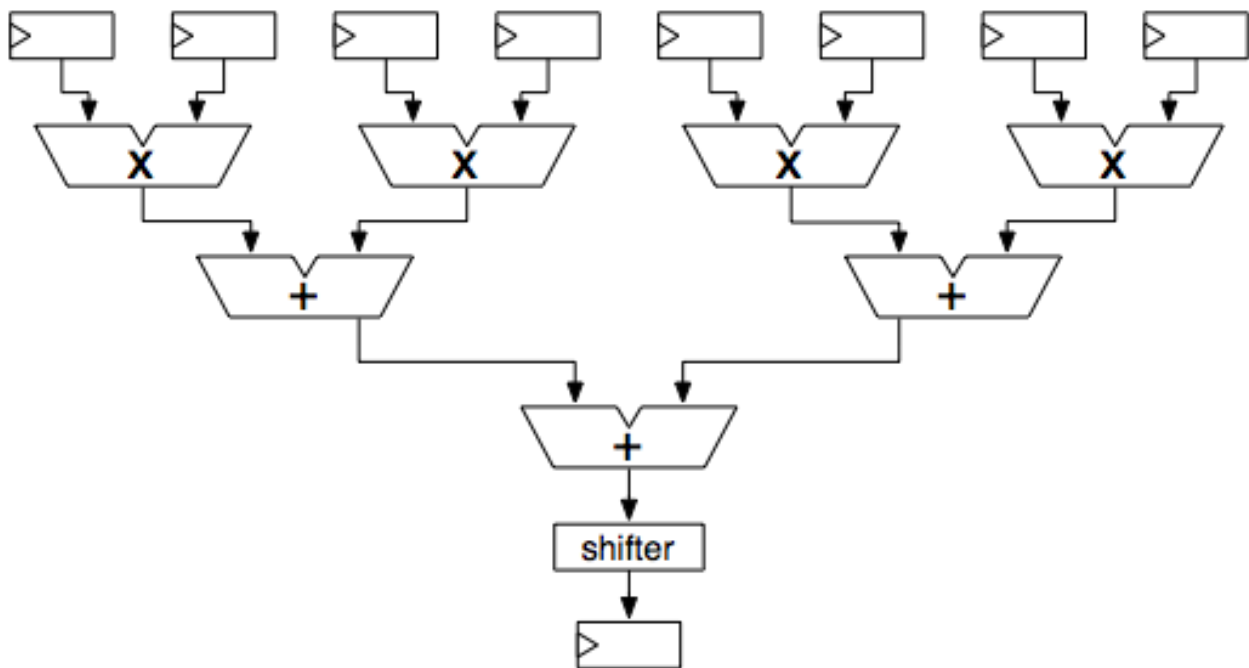 X X X X
+ +
+
shifter